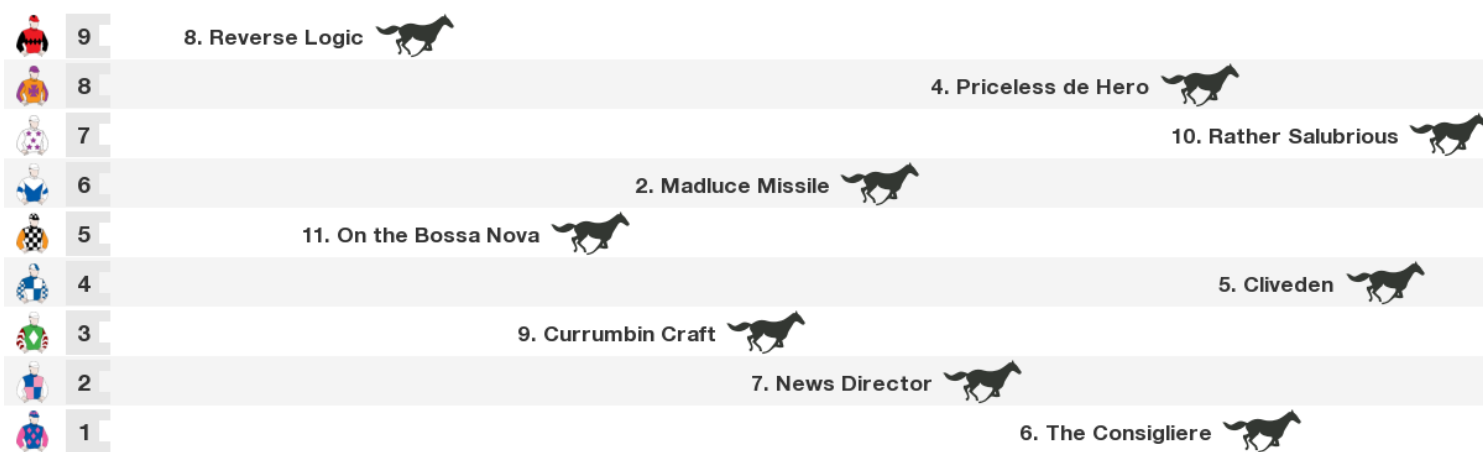 9 8. Reverse Logic
8 4. Priceless de Hero
7 10. Rather Salubrious
6 2. Madluce Missile
5 11. On the Bossa Nova
4 5. Cliveden
3 9. Currumbin Craft
2 7. News Director
1 6. The Consigliere